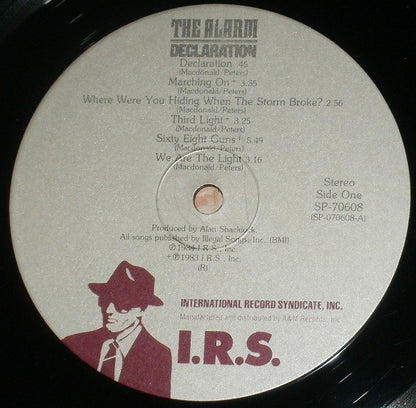 THE ALARM
DECLARATION
Declaration .45
(Macdonald/Peters)
Marching On + 3.35
(Macdonald/Peters)
Where Were You Hiding When The Storm Broke? 2 56
(Macdonald/Peters)
Third Light + 3 25
(Macdonald/Peters)
Sixty Eight Guns + 5.49
(Macdonald/Peters)
We Are The Light 3.16
(Macdonald/Peters)
Stereo
Side One
SP-70608
(SP-070608-A)
Produced by Alan Shacklock.
All songs published by Illegal Songs, Inc. (BMI)
℗1984 I.R.S., Inc.
+℗1983 I.R.S., Inc.
(R)
INTERNATIONAL RECORD SYNDICATE, INC.
Manufactured and distributed by A&M Records, Inc.
I.R.S.